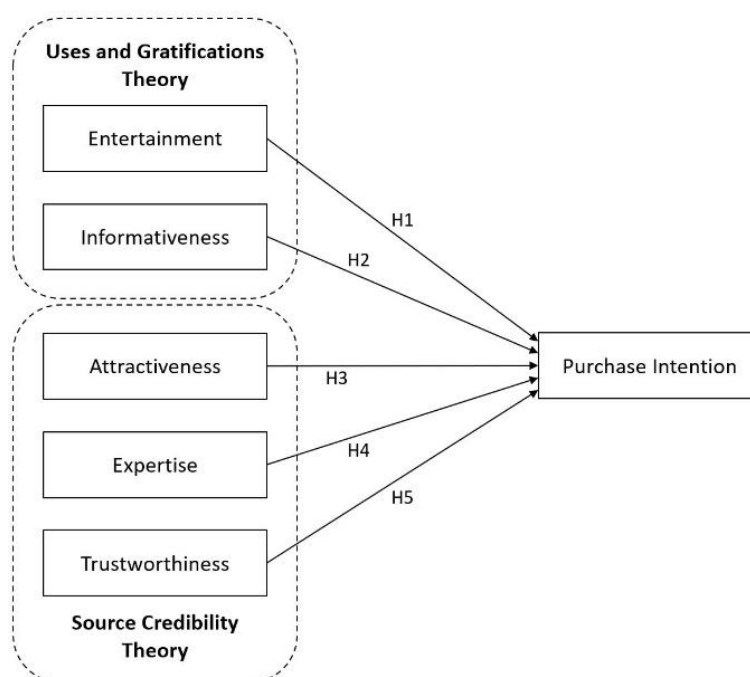 Uses and Gratifications
Theory
Entertainment
Informativeness
H1
H2
Attractiveness
H3
Purchase Intention
Expertise
H4
H5
Trustworthiness
Source Credibility
Theory